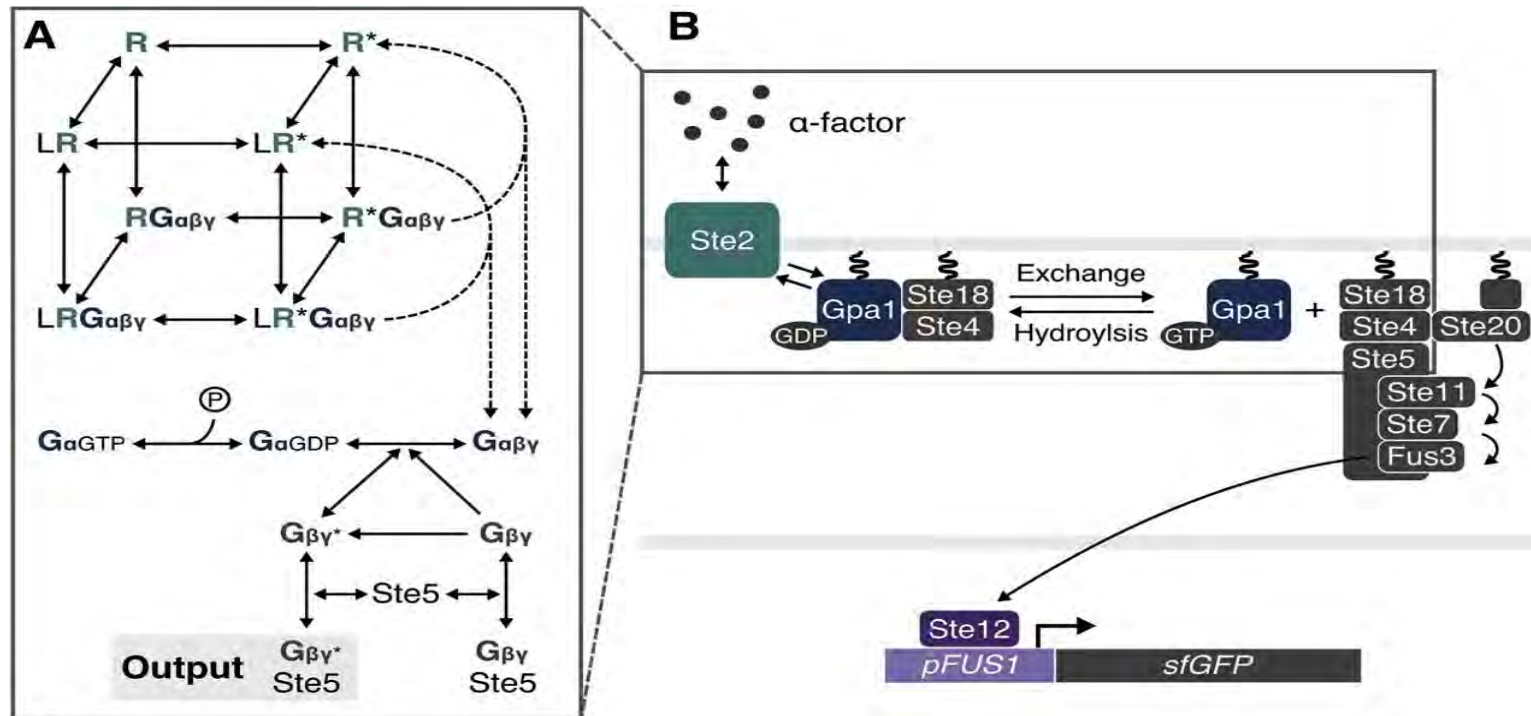 A
R R*
LR LR*
RGαβγ R*Gαβγ
LRGαβγ LR*Gαβγ
P
GαGTP GαGDP Gαβγ
Gβγ* Gβγ
Ste5
Output Gβγ* Gβγ
Ste5 Ste5
B
α-factor
Ste2
Exchange
Gpa1 Ste18 Gpa1 + Ste18
GDP Ste4 Hydroylsis GTP Ste4 Ste20
Ste5
Ste11
Ste7
Fus3
Ste12
pFUS1 sfGFP